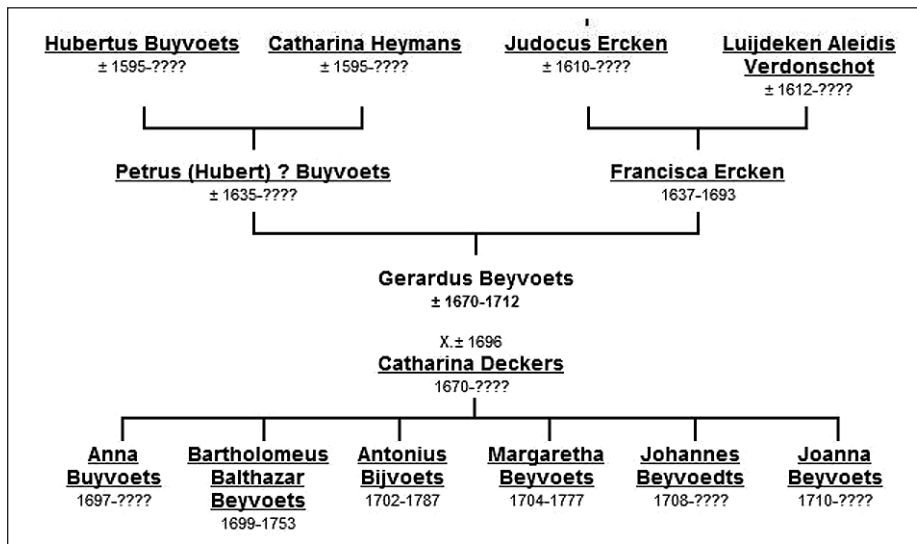 Hubertus Buyvoets
± 1595-????
Catharina Heymans
± 1595-????
Judocus Ercken
± 1610-????
Luijdeken Aleidis
Verdonschot
± 1612-????
Petrus (Hubert) ? Buyvoets
± 1635-????
Francisca Ercken
1637-1693
Gerardus Beyvoets
± 1670-1712
X.± 1696
Catharina Deckers
1670-????
Anna
Buyvoets
1697-????
Bartholomeus
Balthazar
Beyvoets
1699-1753
Antonius
Bijvoets
1702-1787
Margaretha
Beyvoets
1704-1777
Johannes
Beyvoedts
1708-????
Joanna
Beyvoets
1710-????